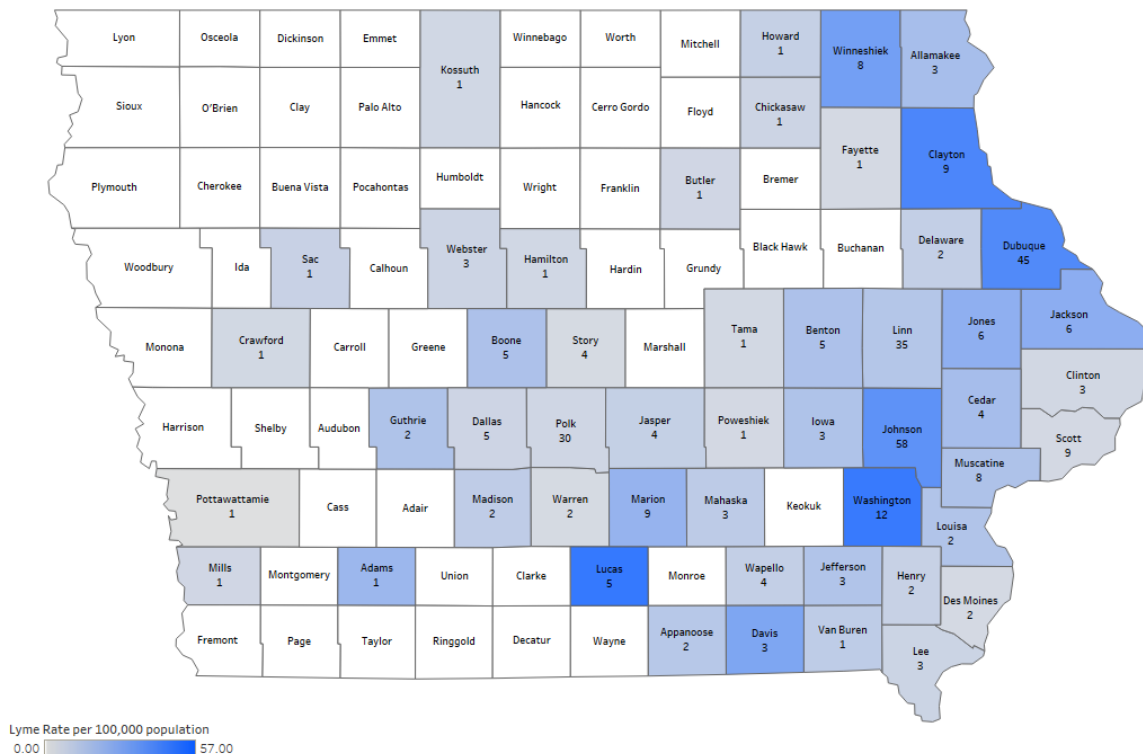 Lyon
Osceola
Dickinson
Emmet
Kossuth
1
Winnebago
Worth
Mitchell
Howard
1
Winneshiek
8
Allamakee
3
Sioux
O'Brien
Clay
Palo Alto
Hancock
Cerro Gordo
Floyd
Chickasaw
1
Fayette
1
Clayton
9
Plymouth
Cherokee
Buena Vista
Pocahontas
Humboldt
Wright
Franklin
Butler
1
Bremer
Woodbury
Ida
Sac
1
Calhoun
Webster
3
Hamilton
1
Hardin
Grundy
Black Hawk
Buchanan
Delaware
2
Dubuque
45
Monona
Crawford
1
Carroll
Greene
Boone
5
Story
4
Marshall
Tama
1
Benton
5
Linn
35
Jones
6
Jackson
6
Clinton
3
Harrison
Shelby
Audubon
Guthrie
2
Dallas
5
Polk
30
Jasper
4
Poweshiek
1
Iowa
3
Johnson
58
Cedar
4
Scott
9
Muscatine
8
Pottawattamie
1
Cass
Adair
Madison
2
Warren
2
Marion
9
Mahaska
3
Keokuk
Washington
12
Louisa
2
Mills
1
Montgomery
Adams
1
Union
Clarke
Lucas
5
Monroe
Wapello
4
Jefferson
3
Henry
2
Des Moines
2
Fremont
Page
Taylor
Ringgold
Decatur
Wayne
Appanoose
2
Davis
3
Van Buren
1
Lee
3
Lyme Rate per 100,000 population
0.00 57.00